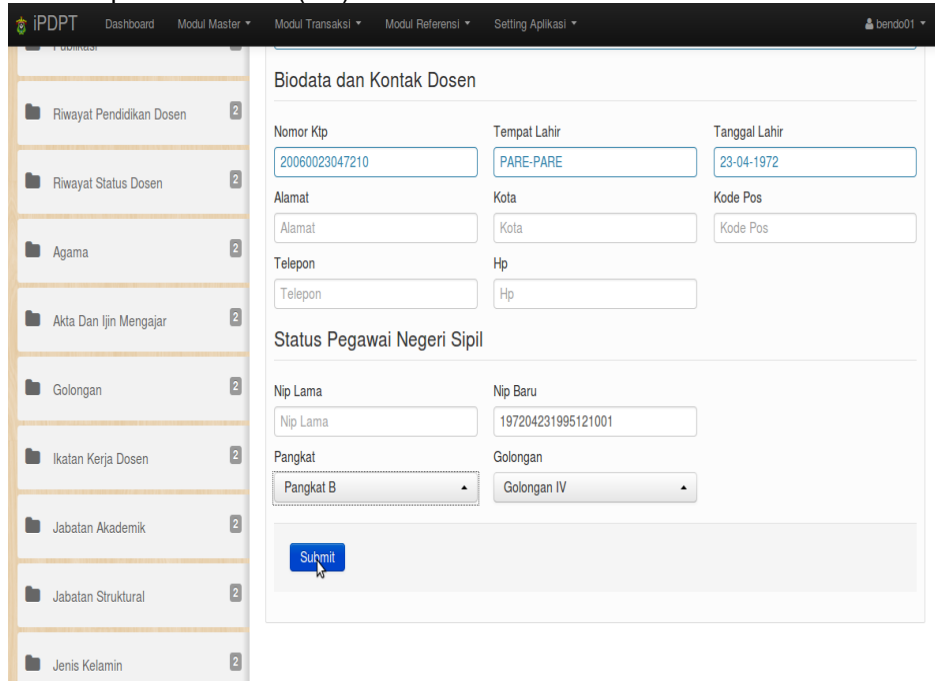 iPDPT Dashboard Modul Master Modul Transaksi Modul Referensi Setting Aplikasi bendo01
Riwayat Pendidikan Dosen 2
Riwayat Status Dosen 2
Agama 2
Akta Dan Ijin Mengajar 2
Golongan 2
Ikatan Kerja Dosen 2
Jabatan Akademik 2
Jabatan Struktural 2
Jenis Kelamin 2
Biodata dan Kontak Dosen
Nomor Ktp Tempat Lahir Tanggal Lahir
20060023047210 PARE-PARE 23-04-1972
Alamat Kota Kode Pos
Alamat Kota Kode Pos
Telepon Hp
Telepon Hp
Status Pegawai Negeri Sipil
Nip Lama Nip Baru
Nip Lama 197204231995121001
Pangkat Golongan
Pangkat B Golongan IV
Submit